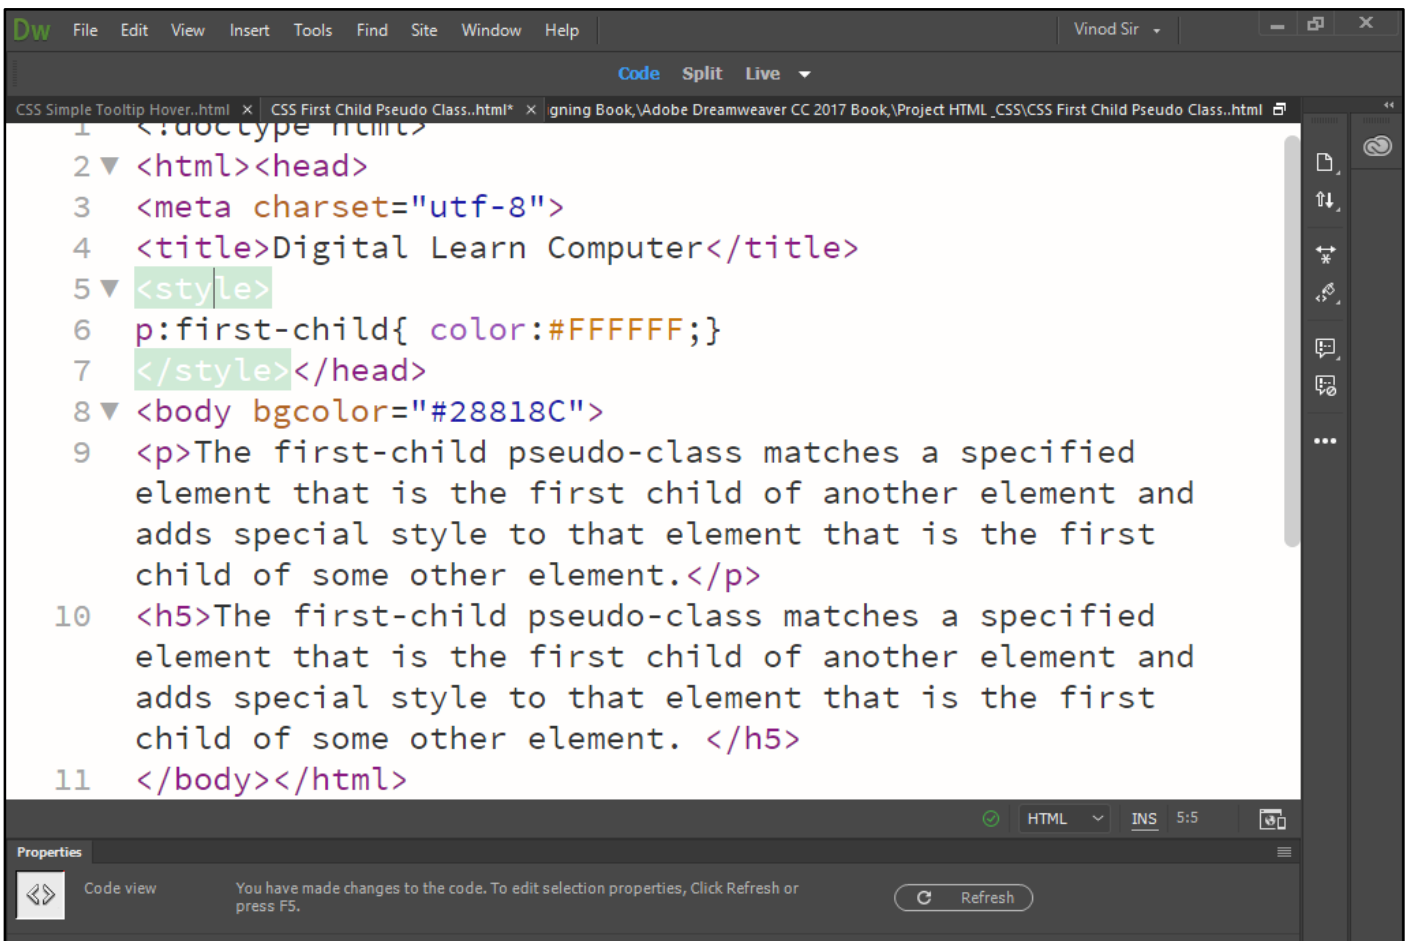 Dw File Edit View Insert Tools Find Site Window Help Vinod Sir
Code Split Live
CSS Simple Tooltip Hover..html × CSS First Child Pseudo Class..html* × gning Book,\Adobe Dreamweaver CC 2017 Book,\Project HTML_CSS\CSS First Child Pseudo Class..html
1 <!doctype html>
2 <html><head>
3 <meta charset="utf-8">
4 <title>Digital Learn Computer</title>
5 <style>
6 p:first-child{ color:#FFFFFF;}
7 </style></head>
8 <body bgcolor="#28818C">
9 <p>The first-child pseudo-class matches a specified
element that is the first child of another element and
adds special style to that element that is the first
child of some other element.</p>
10 <h5>The first-child pseudo-class matches a specified
element that is the first child of another element and
adds special style to that element that is the first
child of some other element. </h5>
11 </body></html>
HTML INS 5:5
Properties
Code view You have made changes to the code. To edit selection properties, Click Refresh or
press F5.
Refresh